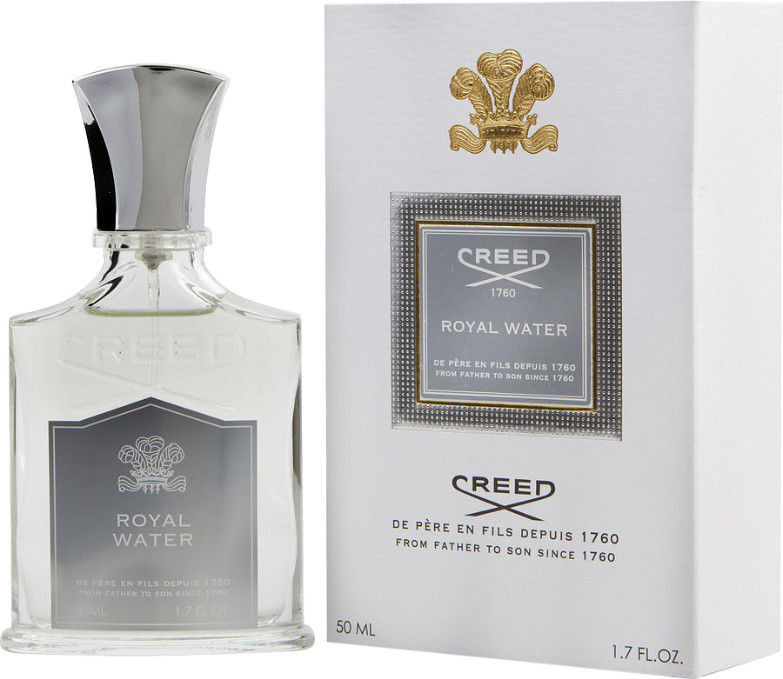 CREED
ROYAL
WATER
DE PÈRE EN FILS DEPUIS 1760
FROM FATHER TO SON SINCE 1760
50ML 1.7 FL.OZ.
CREED
1760
ROYAL WATER
DE PÈRE EN FILS DEPUIS 1760
FROM FATHER TO SON SINCE 1760
CREED
DE PÈRE EN FILS DEPUIS 1760
FROM FATHER TO SON SINCE 1760
50 ML
1.7 FL.OZ.